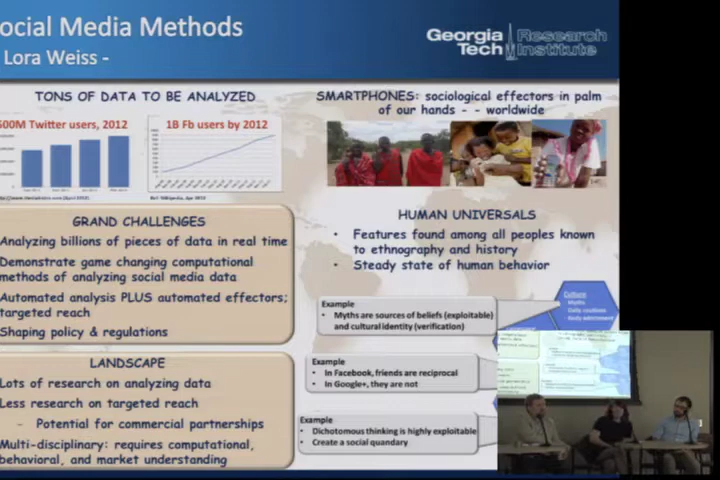 ocial Media Methods
Lora Weiss -
Georgia Tech
Research Institute
TONS OF DATA TO BE ANALYZED
500M Twitter users, 2012
1B Fb users by 2012
GRAND CHALLENGES
Analyzing billions of pieces of data in real time
Demonstrate game changing computational
methods of analyzing social media data
Automated analysis PLUS automated effectors;
targeted reach
Shaping policy & regulations
LANDSCAPE
Lots of research on analyzing data
Less research on targeted reach
- Potential for commercial partnerships
Multi-disciplinary: requires computational,
behavioral, and market understanding
SMARTPHONES: sociological effectors in palm
of our hands - - worldwide
HUMAN UNIVERSALS
• Features found among all peoples known
to ethnography and history
• Steady state of human behavior
Example
• Myths are sources of beliefs (exploitable)
and cultural identity (verification)
Culture
- Myths
- Daily routines
- Body adornment
Example
• In Facebook, friends are reciprocal
• In Google+, they are not
Example
• Dichotomous thinking is highly exploitable
• Create a social quandary